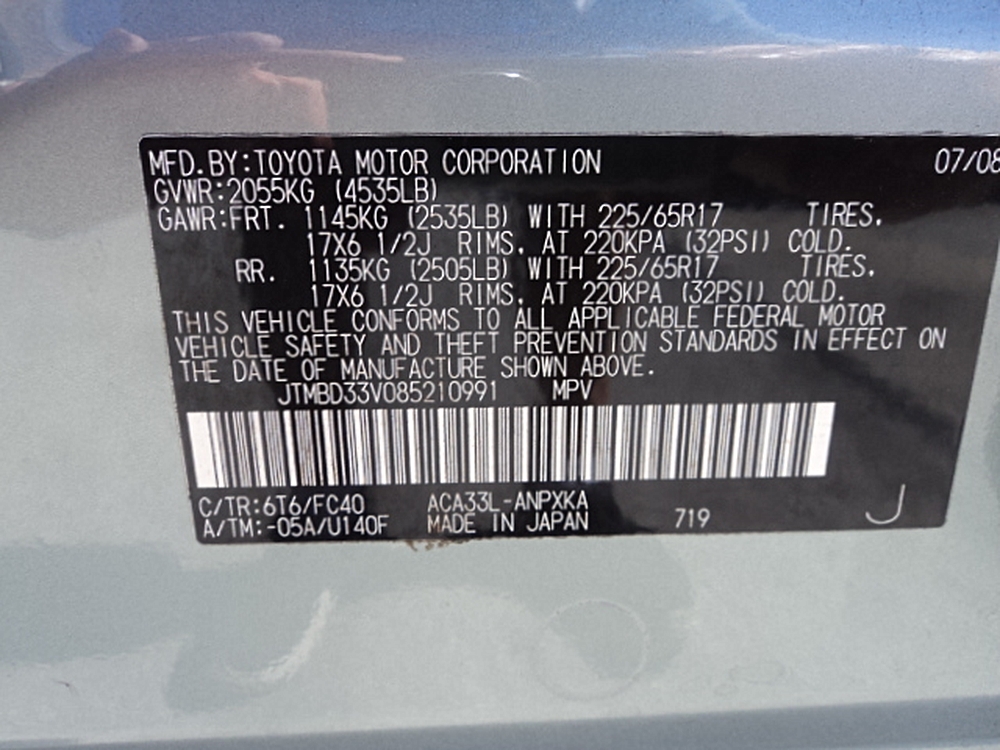 MFD.BY:TOYOTA MOTOR CORPORATION 07/08
GVWR:2055KG (4535LB)
GAWR:FRT. 1145KG (2535LB) WITH 225/65R17 TIRES.
17X6 1/2J RIMS, AT 220KPA (32PSI) COLD.
RR. 1135KG (2505LB) WITH 225/65R17 TIRES.
17X6 1/2J RIMS, AT 220KPA (32PSI) COLD.
THIS VEHICLE CONFORMS TO ALL APPLICABLE FEDERAL MOTOR
VEHICLE SAFETY AND THEFT PREVENTION STANDARDS IN EFFECT ON
THE DATE OF MANUFACTURE SHOWN ABOVE.
JTMBD33V085210991 MPV
C/TR:6T6/FC40 ACA33L-ANPXKA
A/TM:-05A/U140F MADE IN JAPAN 719 J